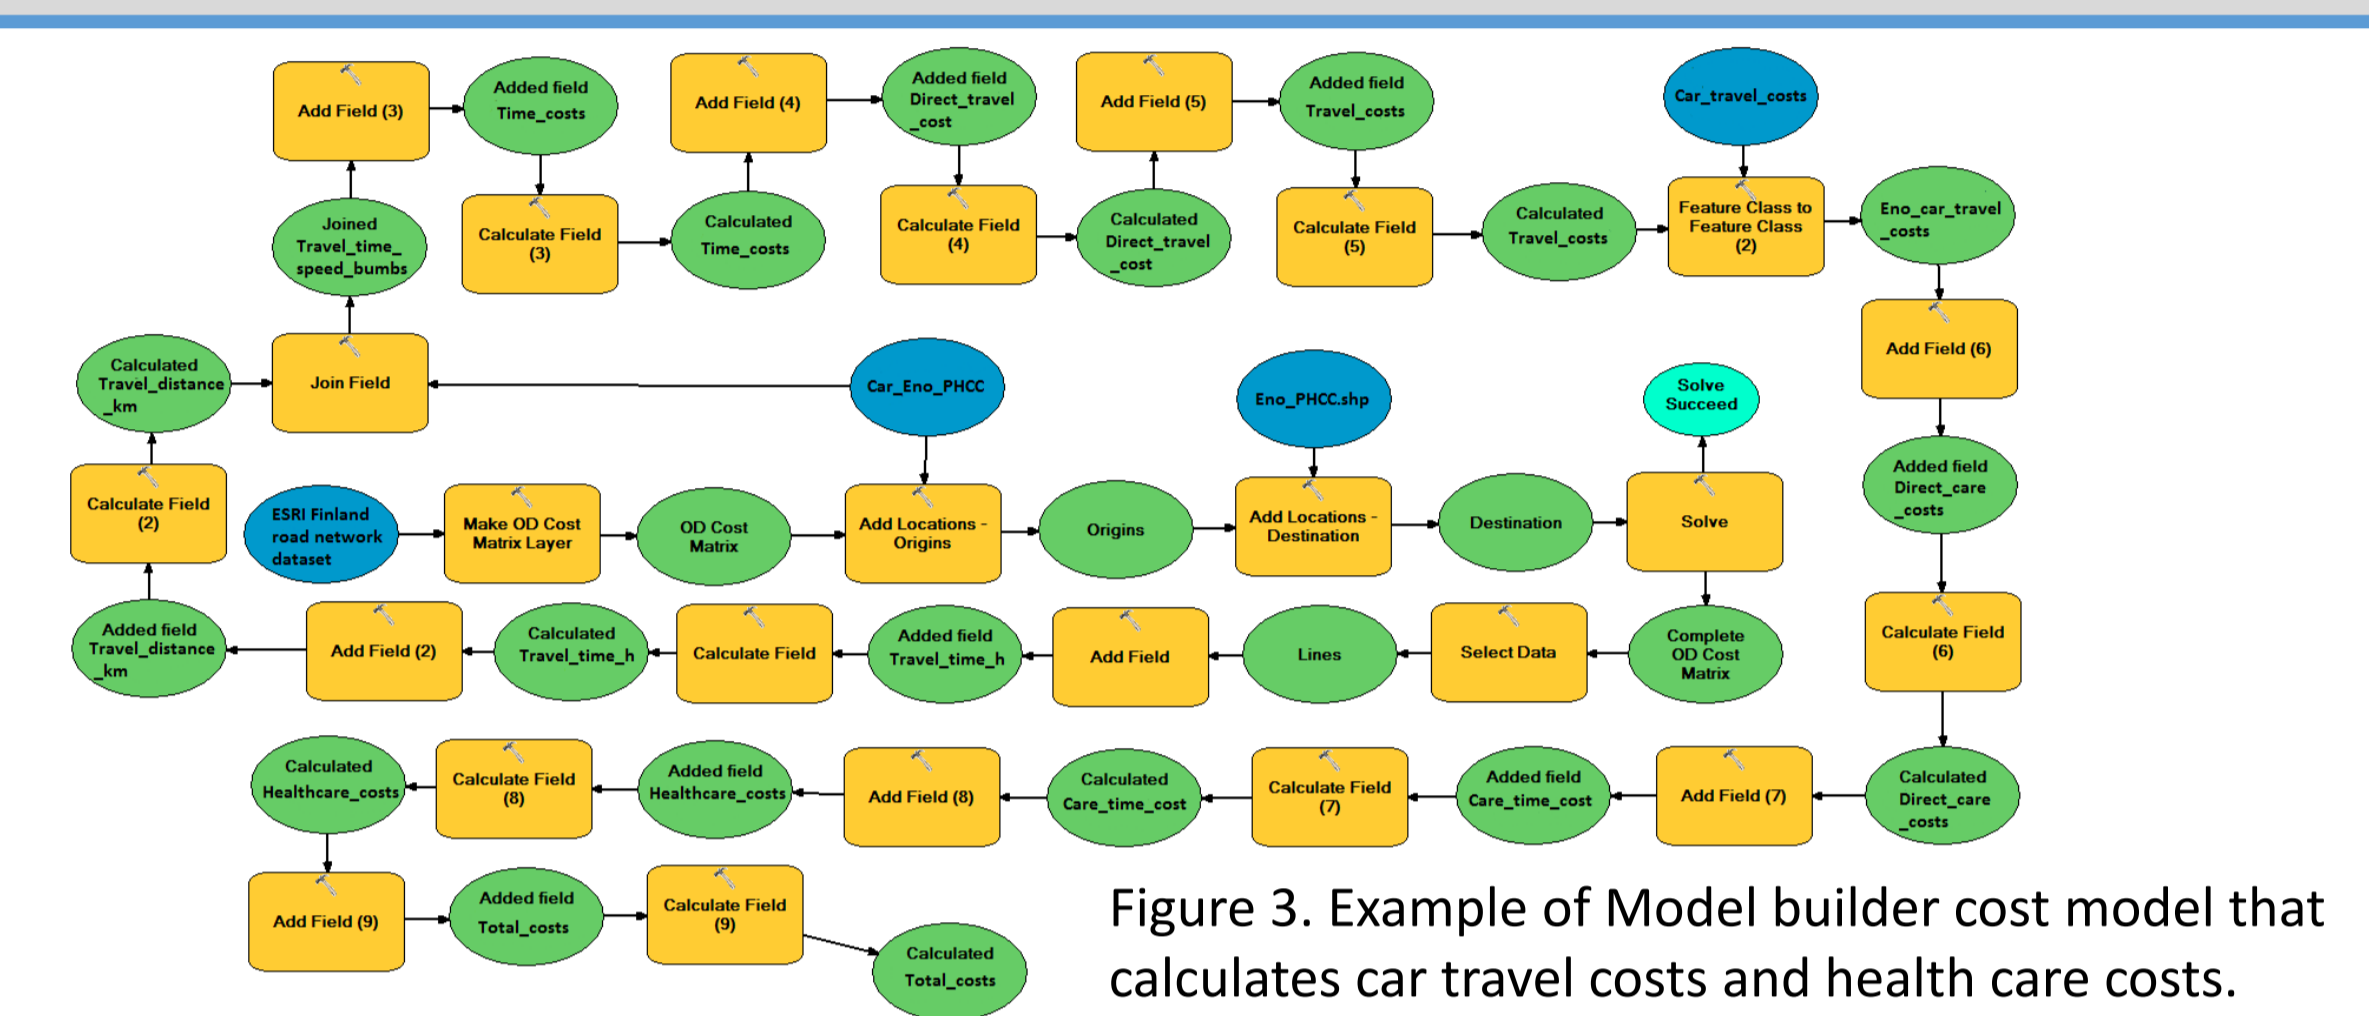 Add Field (3)
Added field
Time_costs
Add Field (4)
Added field
Direct_travel
_cost
Add Field (5)
Added field
Travel_costs
Car_travel_costs
Joined
Travel_time_
speed_bumbs
Calculate Field
(3)
Calculated
Time_costs
Calculate Field
(4)
Calculated
Direct_travel
_cost
Calculate Field
(5)
Calculated
Travel_costs
Feature Class to
Feature Class
(2)
Eno_car_travel
_costs
Calculated
Travel_distance
_km
Join Field
Car_Eno_PHCC
Eno_PHCC.shp
Solve
Succeed
Add Field (6)
Calculate Field
(2)
ESRI Finland
road network
dataset
Make OD Cost
Matrix Layer
OD Cost
Matrix
Add Locations -
Origins
Origins
Add Locations -
Destination
Destination
Solve
Added field
Direct_care
_costs
Added field
Travel_distance
_km
Add Field (2)
Calculated
Travel_time_h
Calculate Field
Added field
Travel_time_h
Add Field
Lines
Select Data
Complete
OD Cost
Matrix
Calculate Field
(6)
Calculated
Healthcare_costs
Calculate Field
(8)
Added field
Healthcare_costs
Add Field (8)
Calculated
Care_time_cost
Calculate Field
(7)
Added field
Care_time_cost
Add Field (7)
Calculated
Direct_care
_costs
Add Field (9)
Added field
Total_costs
Calculate Field
(9)
Calculated
Total_costs
Figure 3. Example of Model builder cost model that
calculates car travel costs and health care costs.